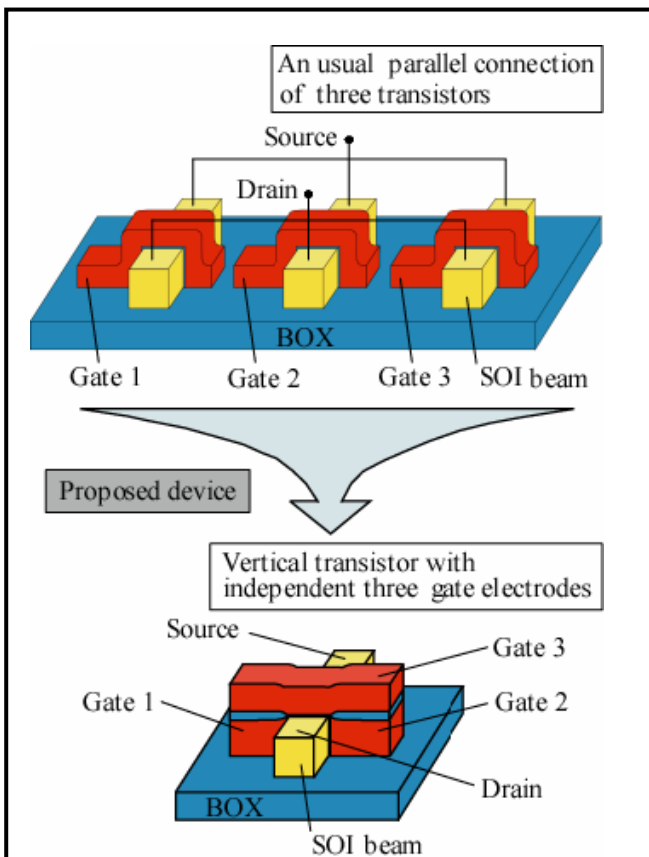 An usual parallel connection
of three transistors
Source
Drain
BOX
Gate 1
Gate 2
Gate 3
SOI beam
Proposed device
Vertical transistor with
independent three gate electrodes
Source
Gate 3
Gate 1
Gate 2
Drain
BOX
SOI beam